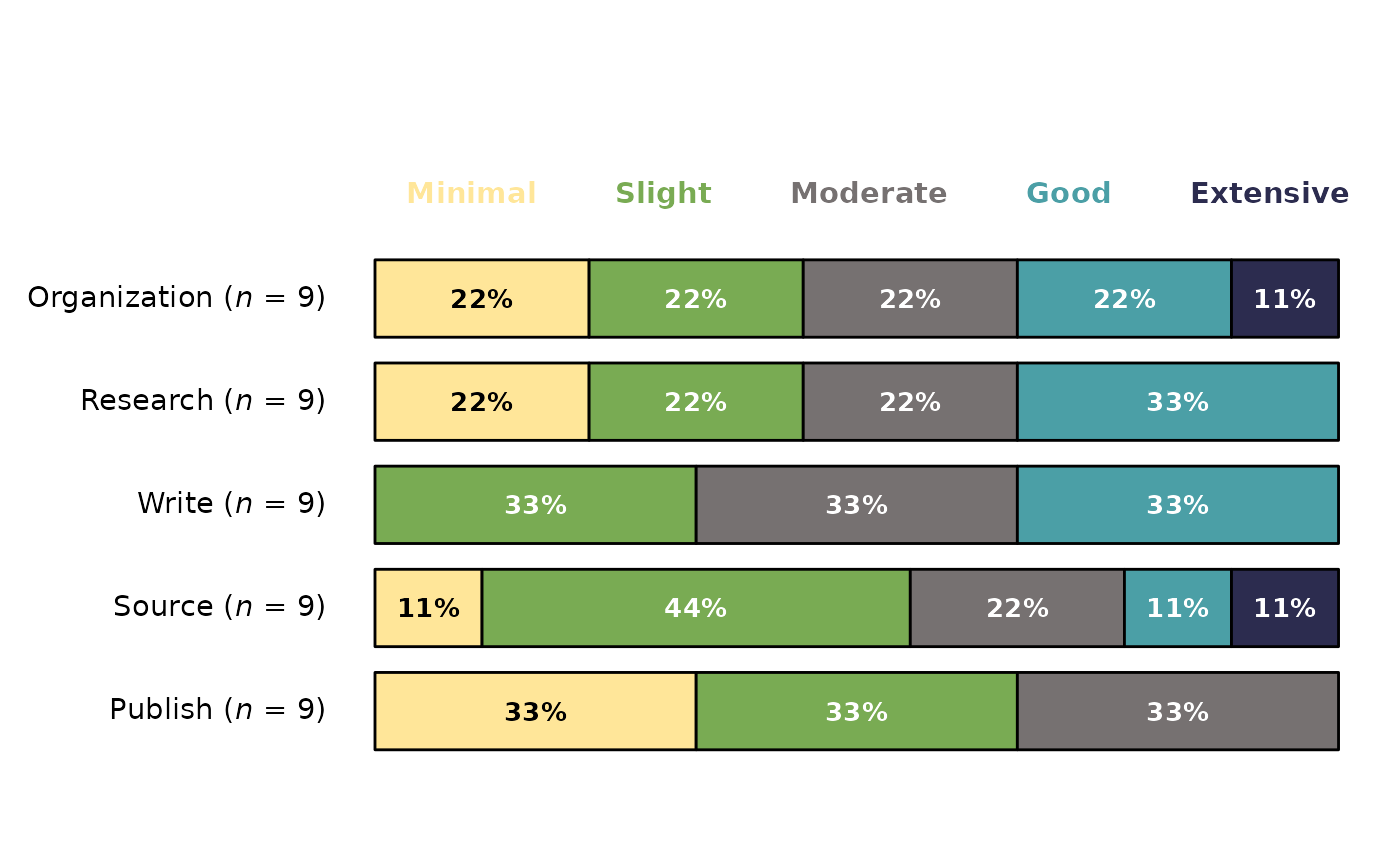 Minimal Slight Moderate Good Extensive
Organization (n = 9) 22% 22% 22% 22% 11%
Research (n = 9) 22% 22% 22% 33%
Write (n = 9) 33% 33% 33%
Source (n = 9) 11% 44% 22% 11% 11%
Publish (n = 9) 33% 33% 33%